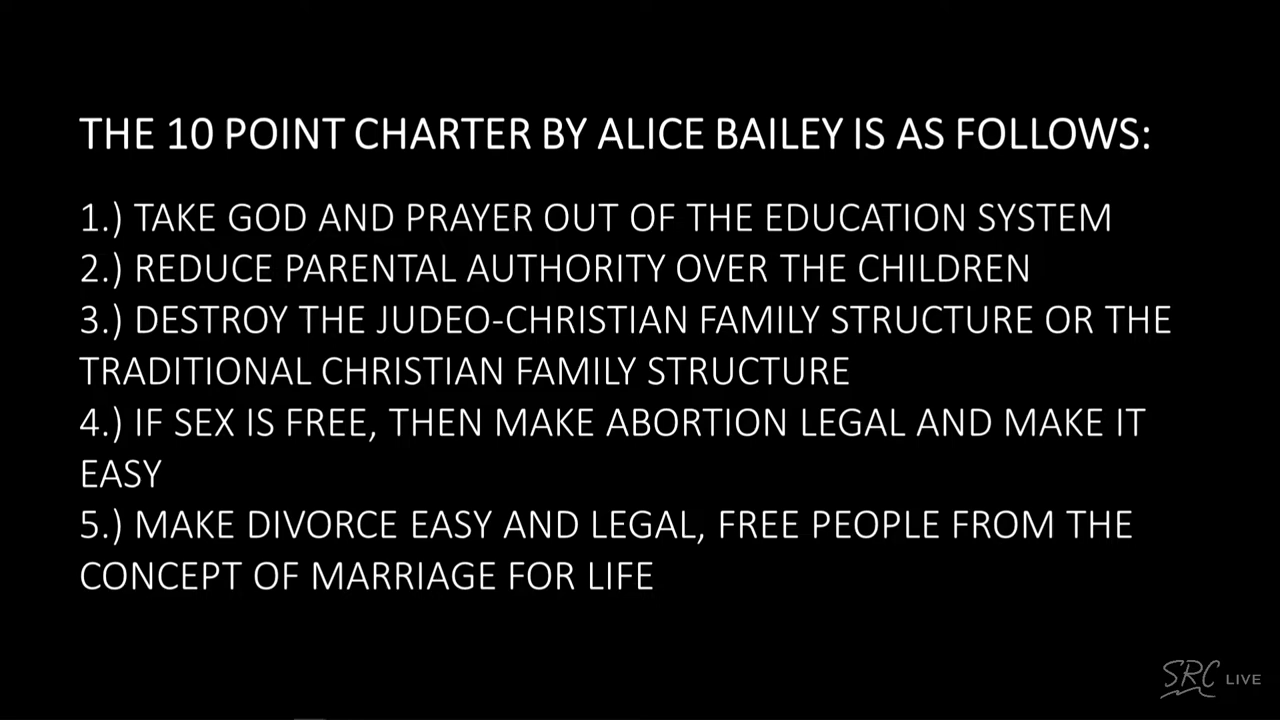 THE 10 POINT CHARTER BY ALICE BAILEY IS AS FOLLOWS:
1.) TAKE GOD AND PRAYER OUT OF THE EDUCATION SYSTEM
2.) REDUCE PARENTAL AUTHORITY OVER THE CHILDREN
3.) DESTROY THE JUDEO-CHRISTIAN FAMILY STRUCTURE OR THE
TRADITIONAL CHRISTIAN FAMILY STRUCTURE
4.) IF SEX IS FREE, THEN MAKE ABORTION LEGAL AND MAKE IT
EASY
5.) MAKE DIVORCE EASY AND LEGAL, FREE PEOPLE FROM THE
CONCEPT OF MARRIAGE FOR LIFE
SRC LIVE